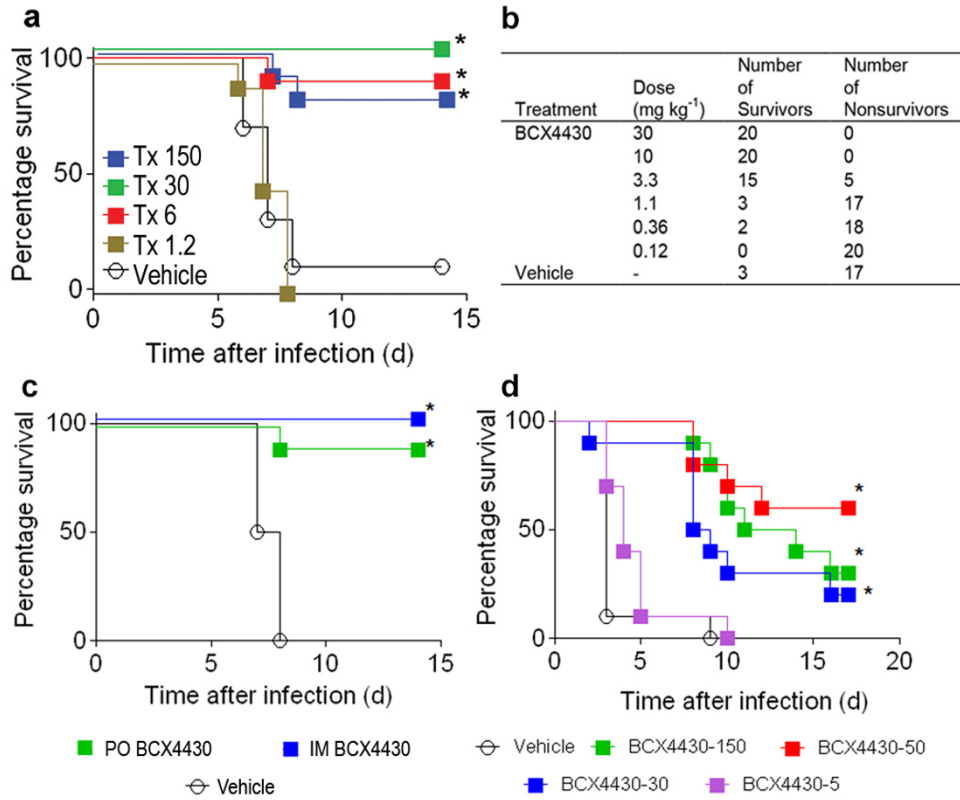 a
100
50
0
Percentage survival
Tx 150
Tx 30
Tx 6
Tx 1.2
Vehicle
*
*
*
0 5 10 15
Time after infection (d)
b
Treatment Dose (mg kg⁻¹) Number of Survivors Number of Nonsurvivors
BCX4430 30 20 0
10 20 0
3.3 15 5
1.1 3 17
0.36 2 18
0.12 0 20
Vehicle - 3 17
c
100
50
0
Percentage survival
*
*
0 5 10 15
Time after infection (d)
PO BCX4430 IM BCX4430
Vehicle
d
100
50
0
Percentage survival
*
*
*
0 5 10 15 20
Time after infection (d)
Vehicle BCX4430-150 BCX4430-50
BCX4430-30 BCX4430-5